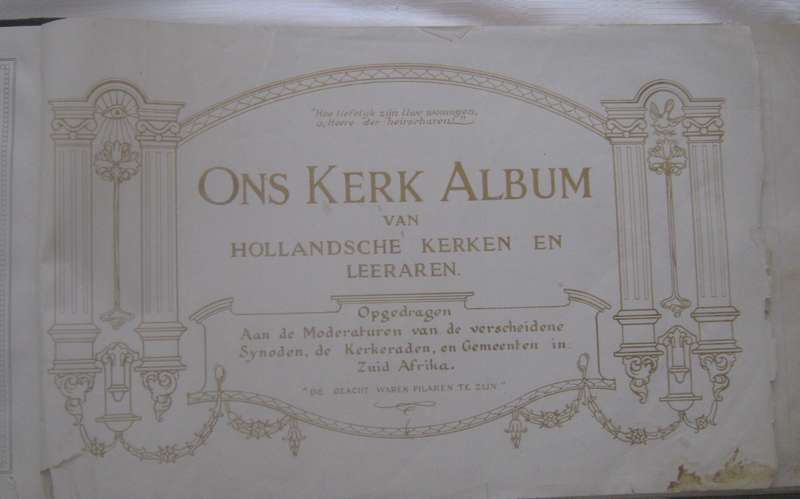 "Hoe liefelijk zijn Uwe woningen,
o, Heere der heirscharen!"
ONS KERK ALBUM
VAN
HOLLANDSCHE KERKEN EN
LEERAREN.
Opgedragen
Aan de Moderaturen van de verscheidene
Synoden, de Kerkeraden, en Gemeenten in
Zuid Afrika.
"DIE GEACHT WAREN PILAREN TE ZIJN"